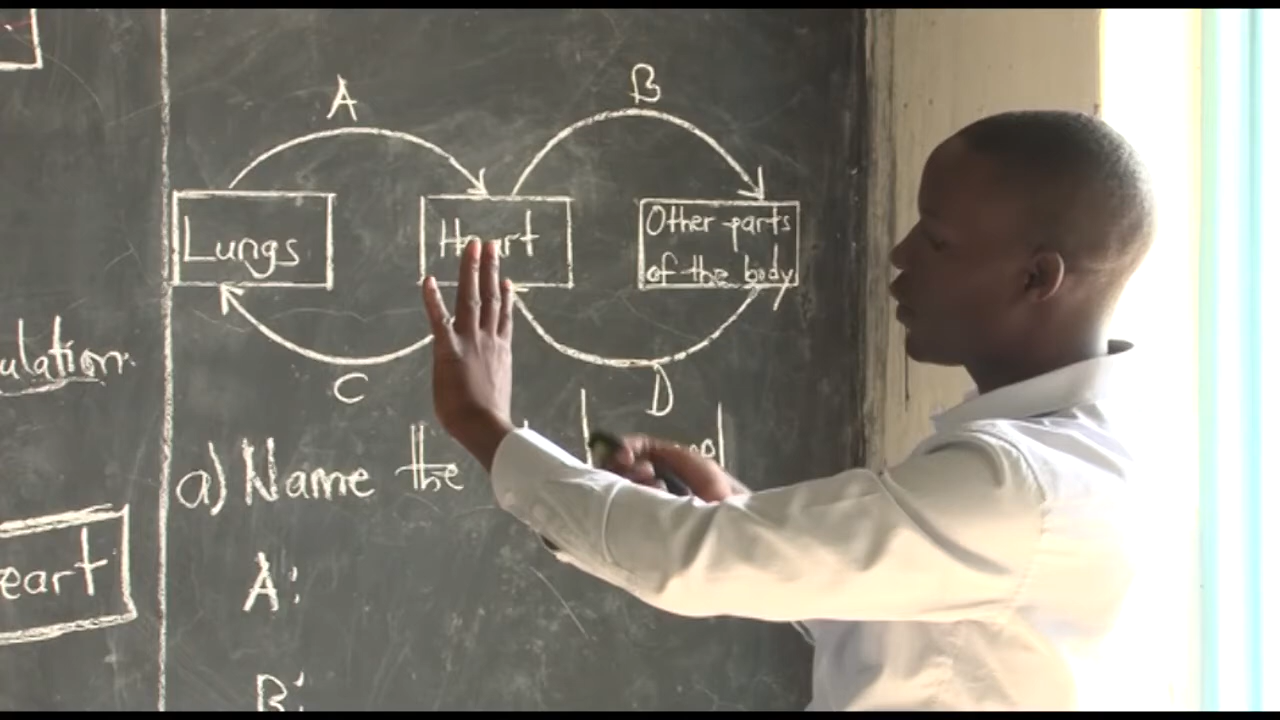 A
B
Lungs
Heart
Other parts
of the body
C
D
ulation
a) Name the
eart
A:
B: